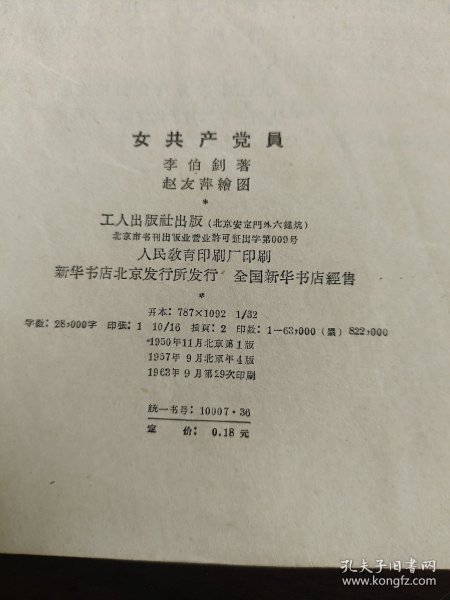 女共产党員
李伯釗著
赵友萍繪图
*
工人出版社出版(北京安定門外六鋪炕)
北京市书刊出版业营业許可証出字第009号
人民教育印刷厂印刷
新华书店北京发行所发行 全国新华书店經售
*
开本:787×1092 1/32
字数:28,000字 印张:1 10/16 插頁:2 印数:1—63,000(累)822,000
1950年11月北京第1版
1957年9月北京第4版
1963年9月第29次印刷
統一书号:10007·36
定 价:0.18元
孔夫子旧书网
www.kongfz.com